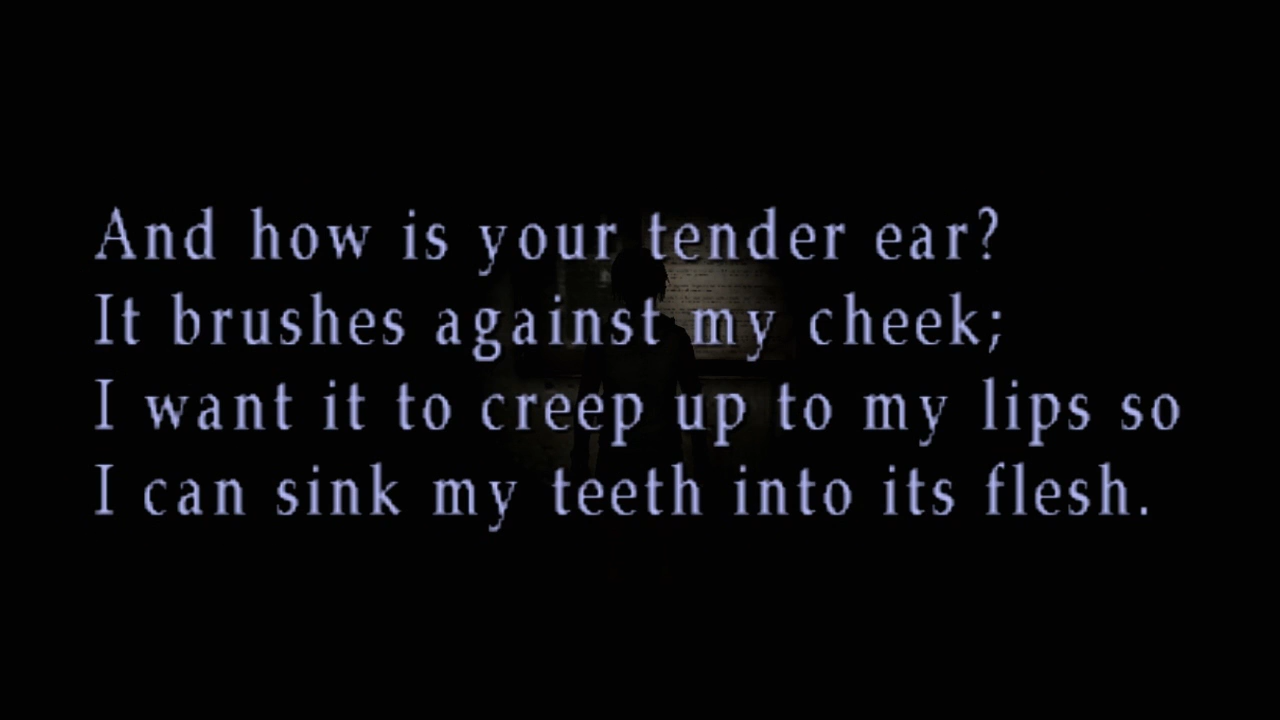 And how is your tender ear?
It brushes against my cheek;
I want it to creep up to my lips so
I can sink my teeth into its flesh.